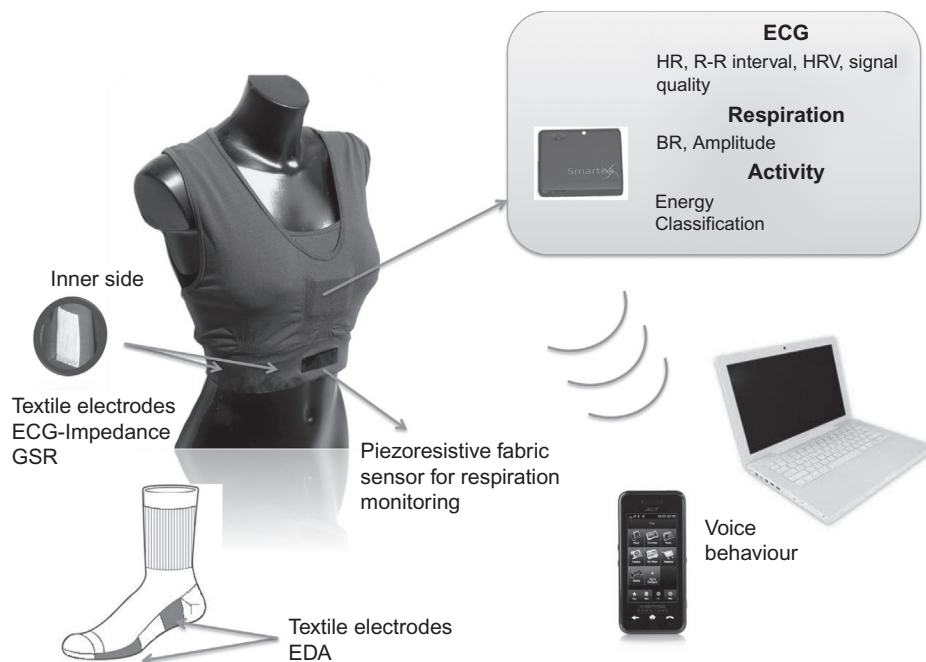 ECG
HR, R-R interval, HRV, signal
quality
Respiration
BR, Amplitude
Activity
Energy
Classification
Inner side
Textile electrodes
ECG-Impedance
GSR
Piezoresistive fabric
sensor for respiration
monitoring
Voice
behaviour
Textile electrodes
EDA